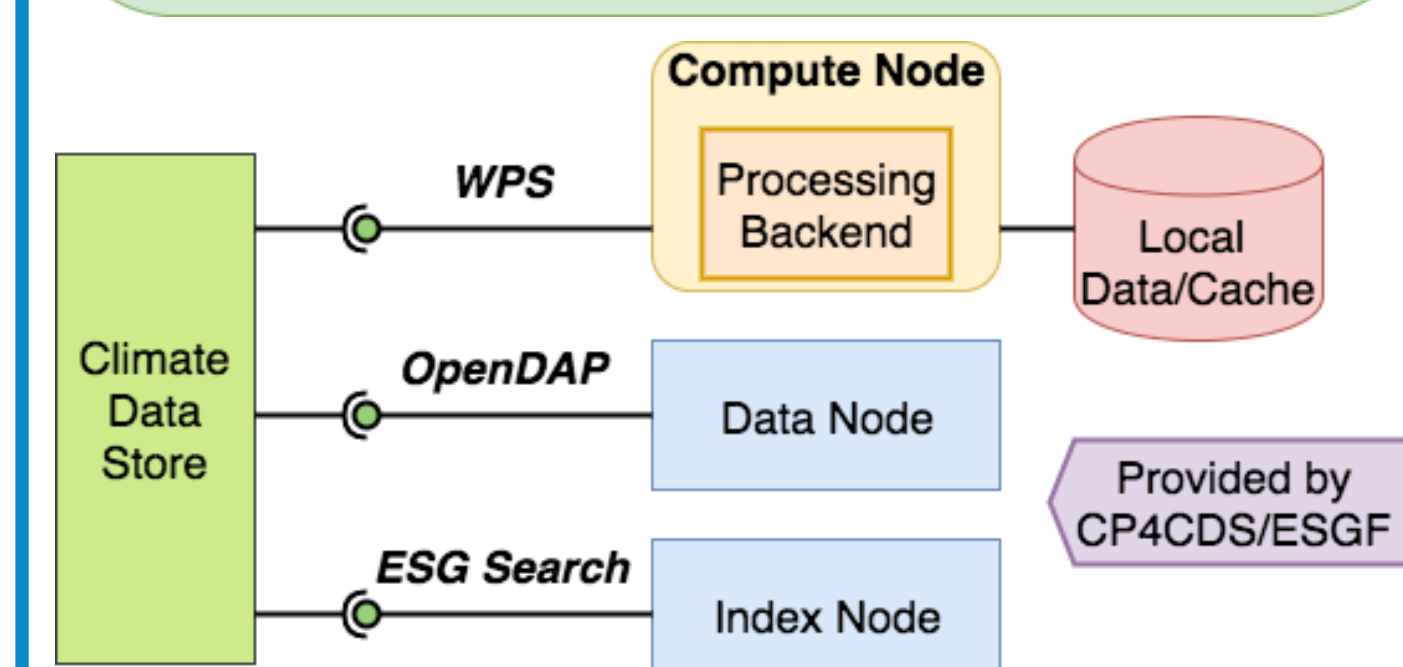 Compute Node
WPS
Processing
Backend
Local
Data/Cache
Climate
Data
Store
OpenDAP
Data Node
Provided by
CP4CDS/ESGF
ESG Search
Index Node